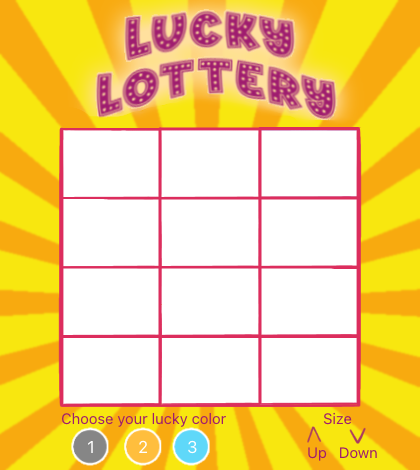 LUCKY
LOTTERY
Choose your lucky color
1 2 3
Size
Up Down